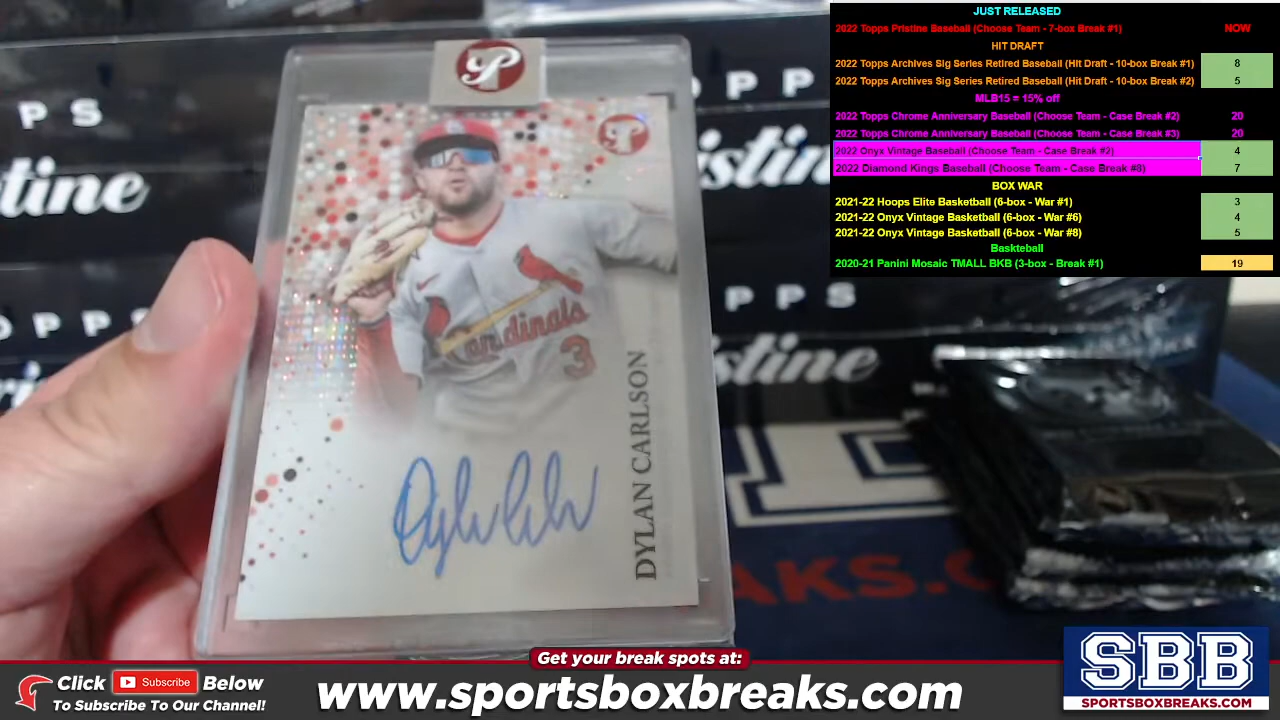 JUST RELEASED
2022 Topps Pristine Baseball (Choose Team - 7-box Break #1) NOW
HIT DRAFT
2022 Topps Archives Sig Series Retired Baseball (Hit Draft - 10-box Break #1) 8
2022 Topps Archives Sig Series Retired Baseball (Hit Draft - 10-box Break #2) 5
MLB15 = 15% off
2022 Topps Chrome Anniversary Baseball (Choose Team - Case Break #2) 20
2022 Topps Chrome Anniversary Baseball (Choose Team - Case Break #3) 20
2022 Onyx Vintage Baseball (Choose Team - Case Break #2) 4
2022 Diamond Kings Baseball (Choose Team - Case Break #8) 7
BOX WAR
2021-22 Hoops Elite Basketball (6-box - War #1) 3
2021-22 Onyx Vintage Basketball (6-box - War #6) 4
2021-22 Onyx Vintage Basketball (6-box - War #8) 5
Baskteball
2020-21 Panini Mosaic TMALL BKB (3-box - Break #1) 19
P
P
PS
stine
OPPS
PPS
istine
Cardinals
3
DYLAN CARLSON
AKS.C
Get your break spots at:
Click Subscribe Below
To Subscribe To Our Channel!
www.sportsboxbreaks.com
SBB
SPORTSBOXBREAKS.COM